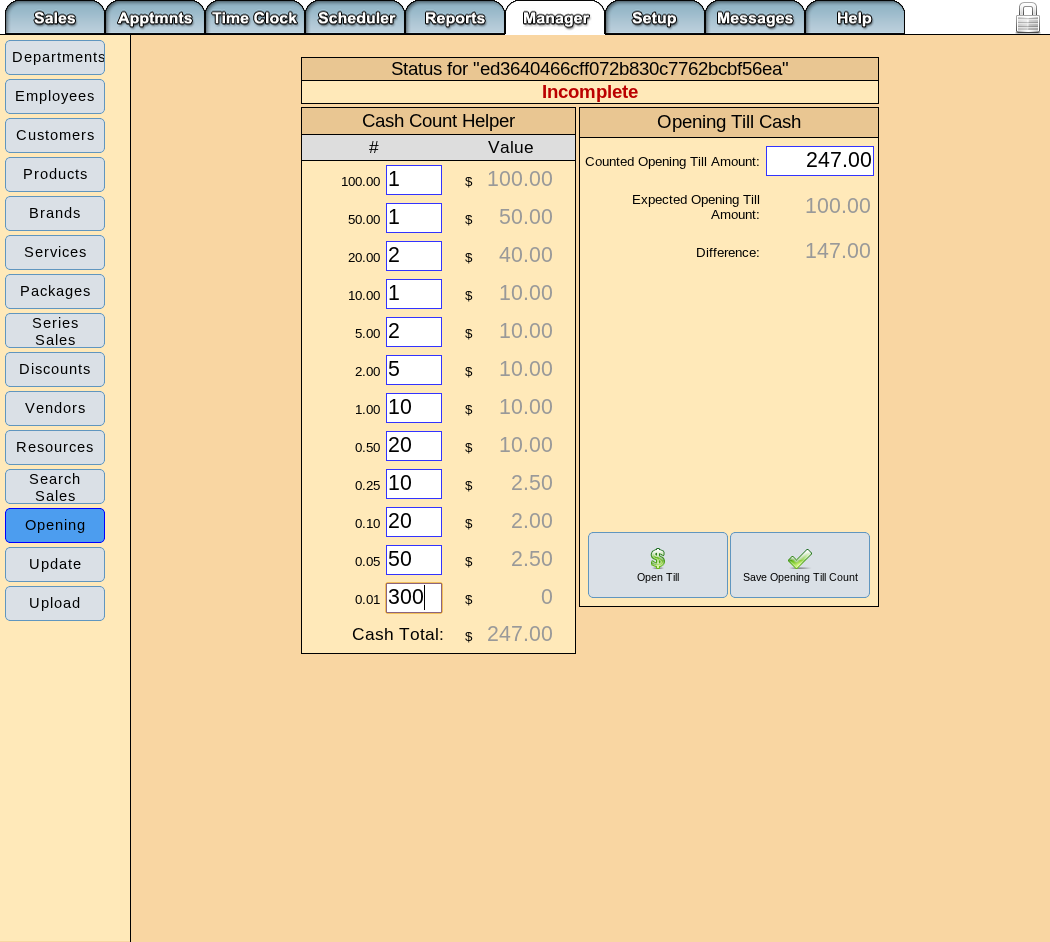 Sales Apptmnts Time Clock Scheduler Reports Manager Setup Messages Help
Departments
Employees
Customers
Products
Brands
Services
Packages
Series
Sales
Discounts
Vendors
Resources
Search
Sales
Opening
Update
Upload
Status for "ed3640466cff072b830c7762bcbf56ea"
Incomplete
Cash Count Helper
# Value
100.00 1 $ 100.00
50.00 1 $ 50.00
20.00 2 $ 40.00
10.00 1 $ 10.00
5.00 2 $ 10.00
2.00 5 $ 10.00
1.00 10 $ 10.00
0.50 20 $ 10.00
0.25 10 $ 2.50
0.10 20 $ 2.00
0.05 50 $ 2.50
0.01 300 $ 0
Cash Total: $ 247.00
Opening Till Cash
Counted Opening Till Amount: 247.00
Expected Opening Till
Amount: 100.00
Difference: 147.00
Open Till
Save Opening Till Count